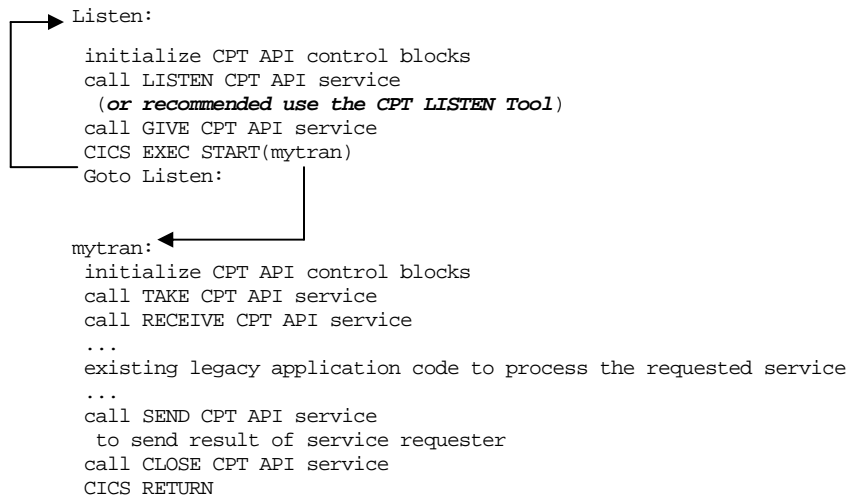 Listen:
initialize CPT API control blocks
call LISTEN CPT API service
(or recommended use the CPT LISTEN Tool)
call GIVE CPT API service
CICS EXEC START(mytran)
Goto Listen:
mytran:
initialize CPT API control blocks
call TAKE CPT API service
call RECEIVE CPT API service
...
existing legacy application code to process the requested service
...
call SEND CPT API service
to send result of service requester
call CLOSE CPT API service
CICS RETURN